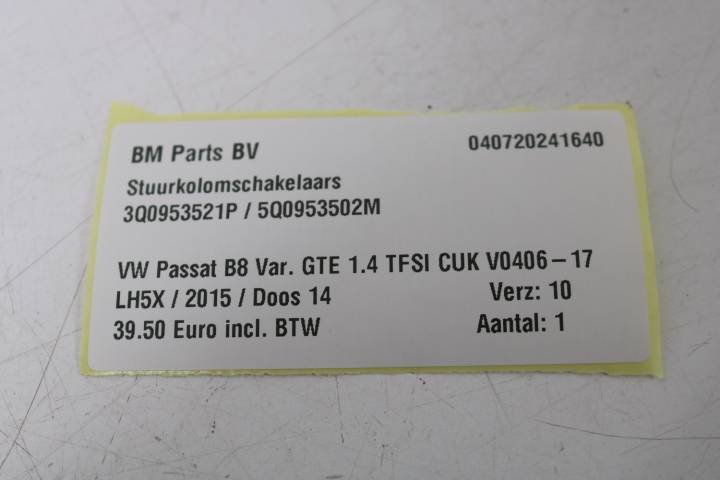 BM Parts BV 040720241640
Stuurkolomschakelaars
3Q0953521P / 5Q0953502M
VW Passat B8 Var. GTE 1.4 TFSI CUK V0406-17
LH5X / 2015 / Doos 14 Verz: 10
39.50 Euro incl. BTW Aantal: 1